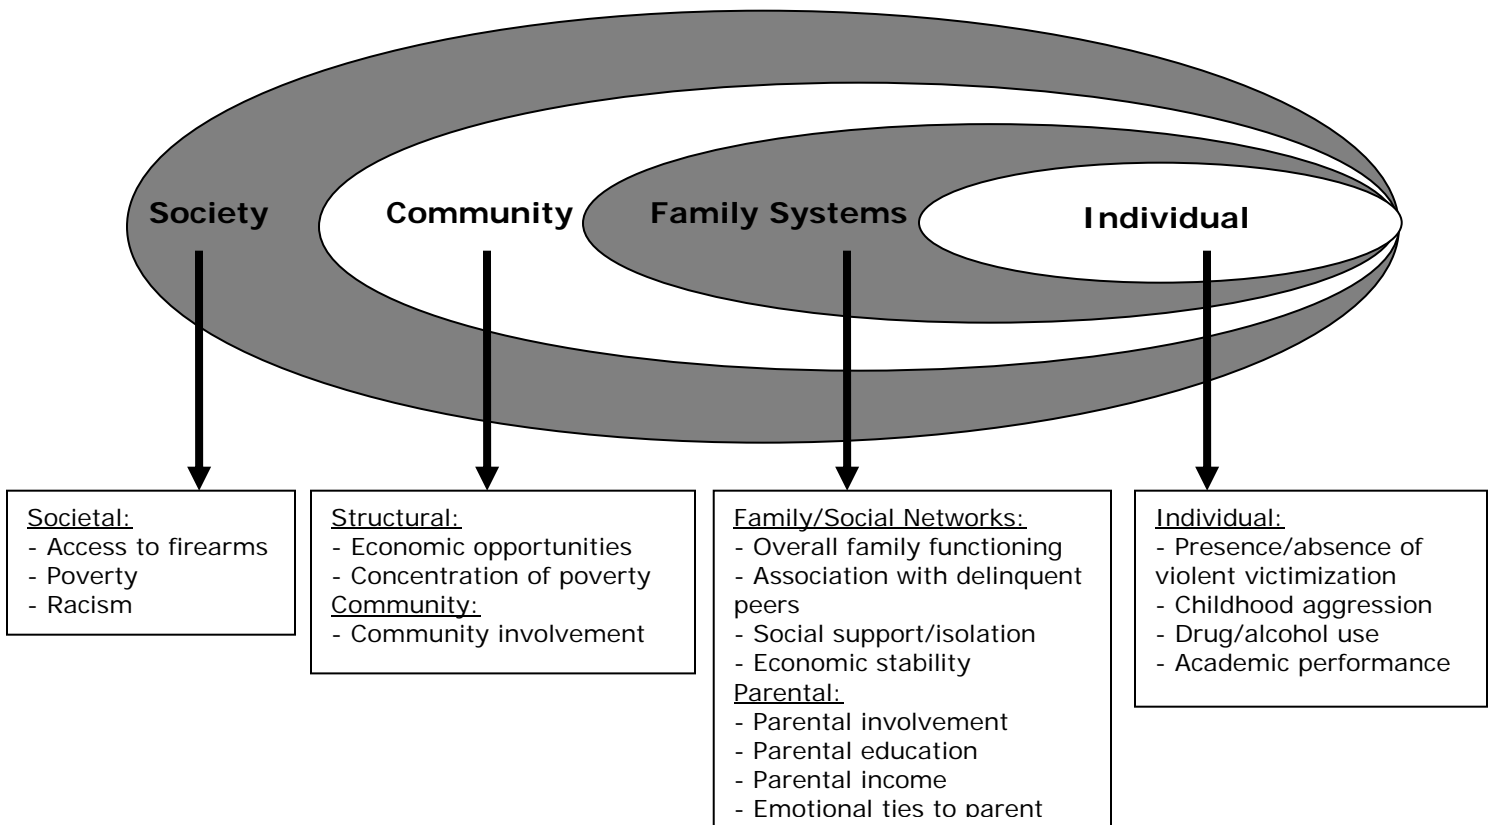 Society
Community
Family Systems
Individual
Societal:
- Access to firearms
- Poverty
- Racism
Structural:
- Economic opportunities
- Concentration of poverty
Community:
- Community involvement
Family/Social Networks:
- Overall family functioning
- Association with delinquent
peers
- Social support/isolation
- Economic stability
Parental:
- Parental involvement
- Parental education
- Parental income
- Emotional ties to parent
Individual:
- Presence/absence of
violent victimization
- Childhood aggression
- Drug/alcohol use
- Academic performance